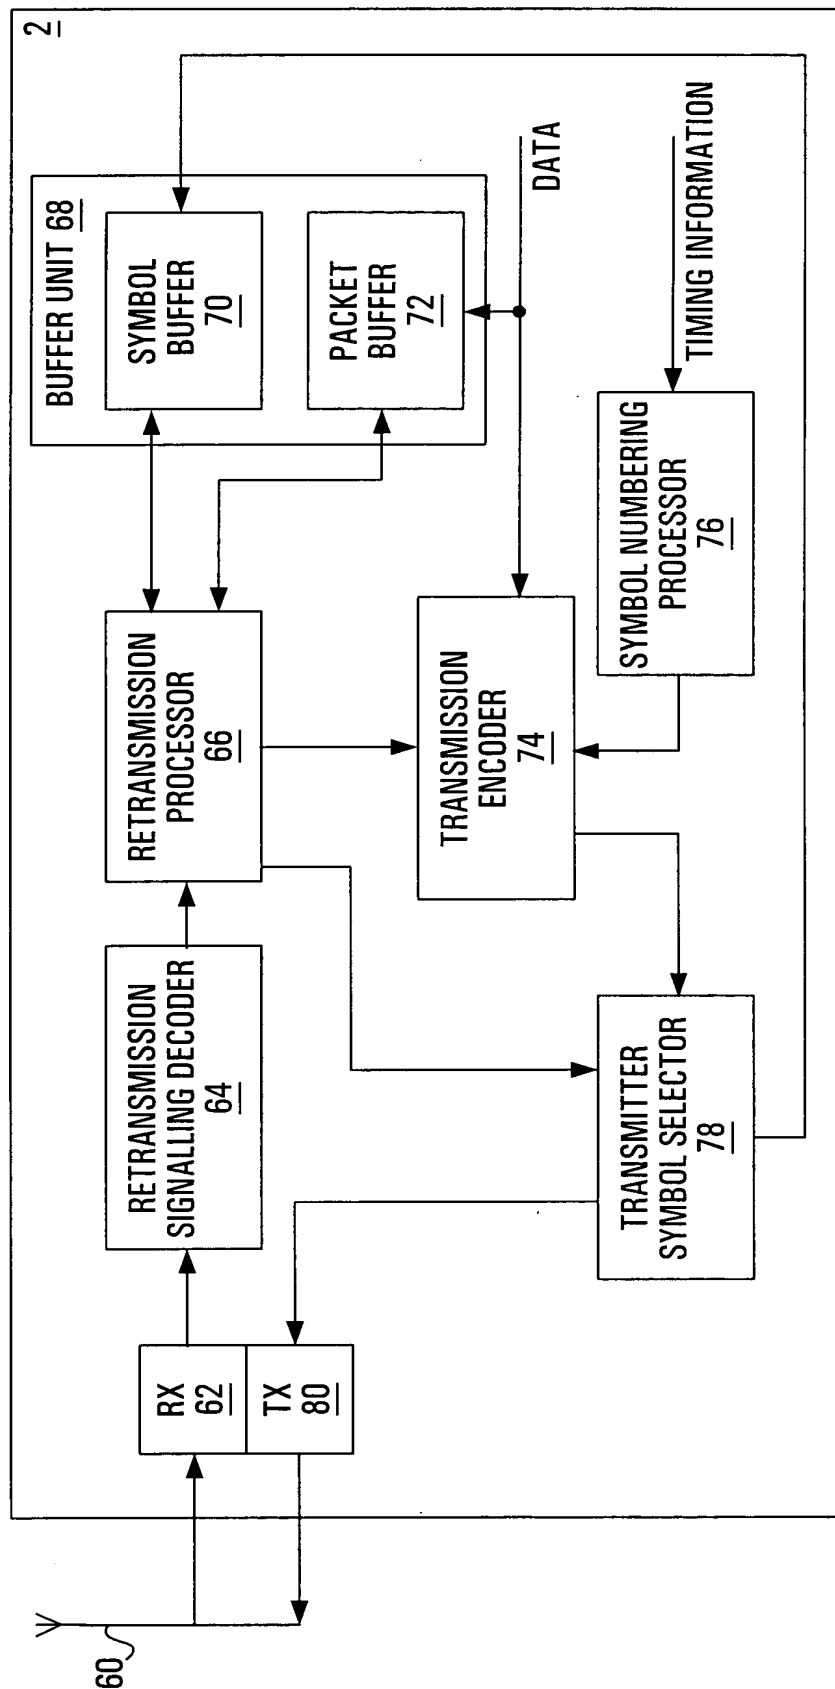 2
60
RX
62
TX
80
RETRANSMISSION
SIGNALLING DECODER
64
RETRANSMISSION
PROCESSOR
66
BUFFER UNIT 68
SYMBOL
BUFFER
70
PACKET
BUFFER
72
DATA
TRANSMISSION
ENCODER
74
TRANSMITTER
SYMBOL SELECTOR
78
SYMBOL NUMBERING
PROCESSOR
76
TIMING INFORMATION